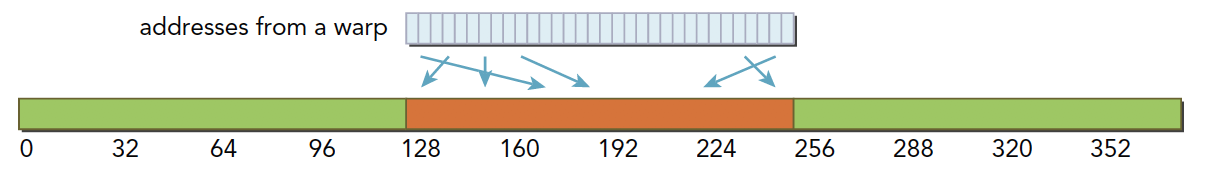 addresses from a warp
0 32 64 96 128 160 192 224 256 288 320 352